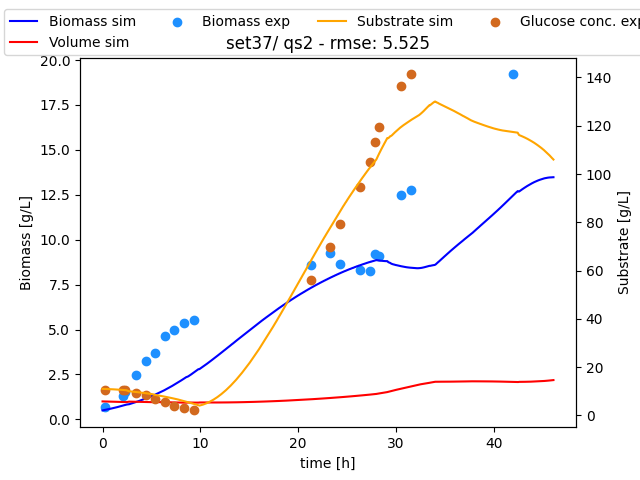 Biomass sim Biomass exp Substrate sim Glucose conc. exp
Volume sim
set37/ qs2 - rmse: 5.525
20.0
17.5
15.0
12.5
10.0
7.5
5.0
2.5
0.0
Biomass [g/L]
0 10 20 30 40
time [h]
140
120
100
80
60
40
20
0
Substrate [g/L]